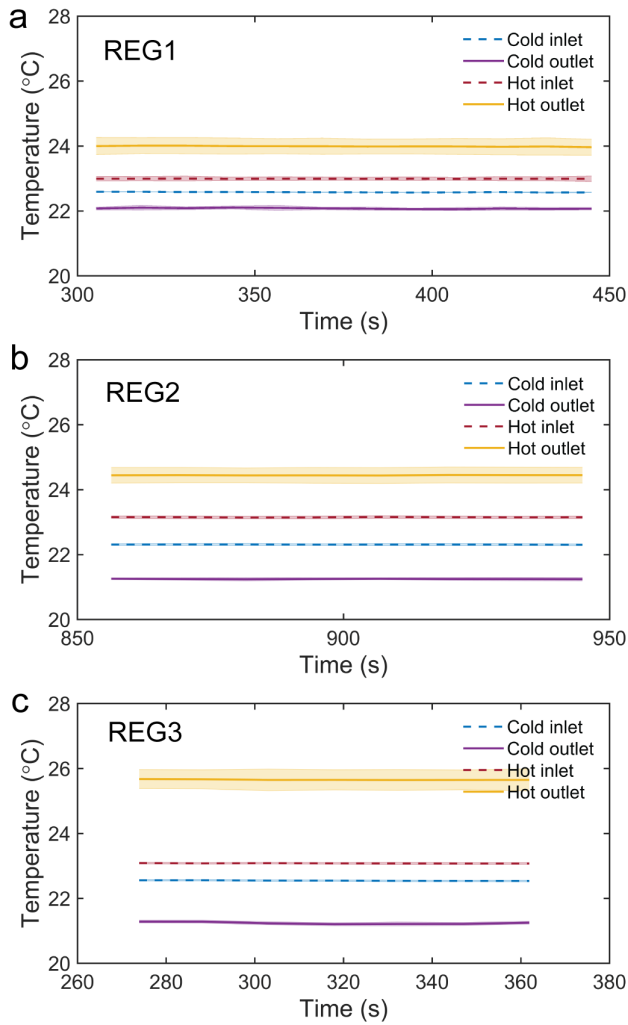 a
REG1
Cold inlet
Cold outlet
Hot inlet
Hot outlet
Temperature (°C)
28
26
24
22
20
300 350 400 450
Time (s)
b
REG2
Cold inlet
Cold outlet
Hot inlet
Hot outlet
Temperature (°C)
28
26
24
22
20
850 900 950
Time (s)
c
REG3
Cold inlet
Cold outlet
Hot inlet
Hot outlet
Temperature (°C)
28
26
24
22
20
260 280 300 320 340 360 380
Time (s)